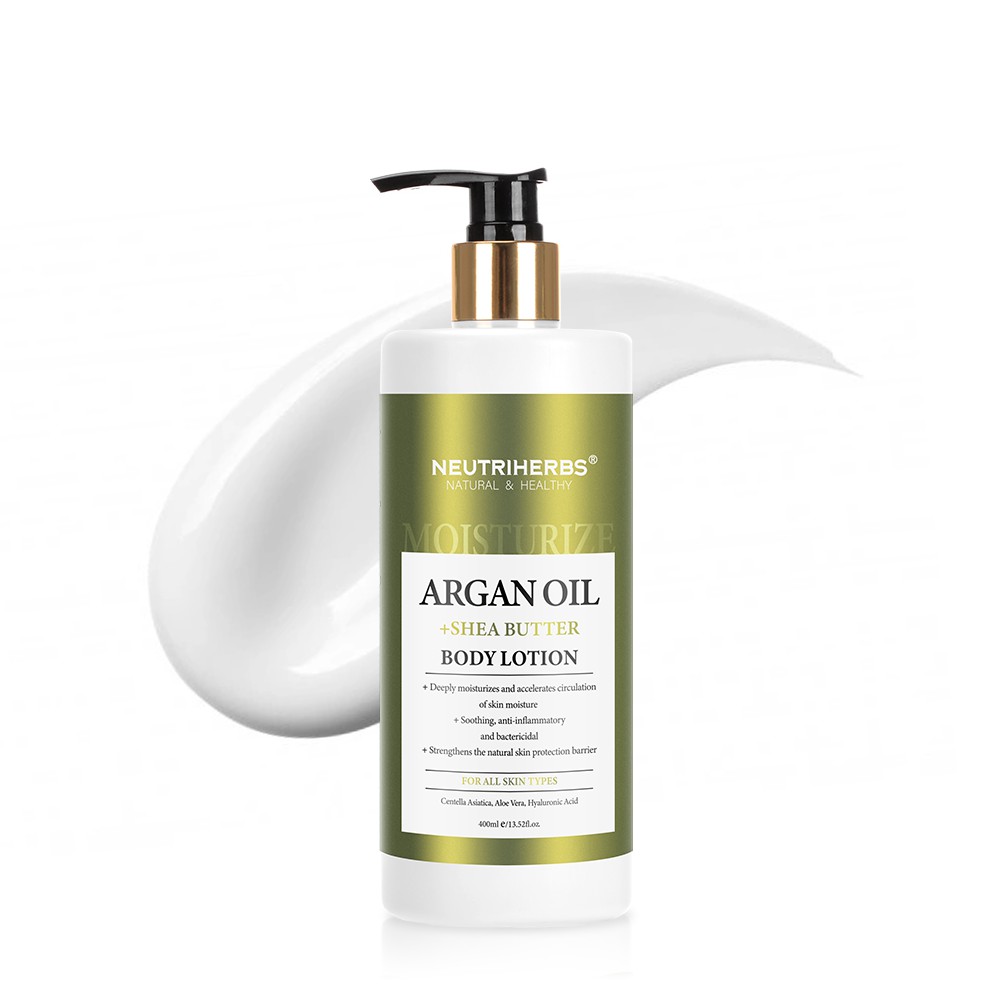 NEUTRIHERBS®
NATURAL & HEALTHY
MOISTURIZE
ARGAN OIL
+SHEA BUTTER
BODY LOTION
+ Deeply moisturizes and accelerates circulation
of skin moisture
+ Soothing, anti-inflammatory
and bactericidal
+ Strengthens the natural skin protection barrier
FOR ALL SKIN TYPES
Centella Asiatica, Aloe Vera, Hyaluronic Acid
400ml ℮/13.52fl.oz.